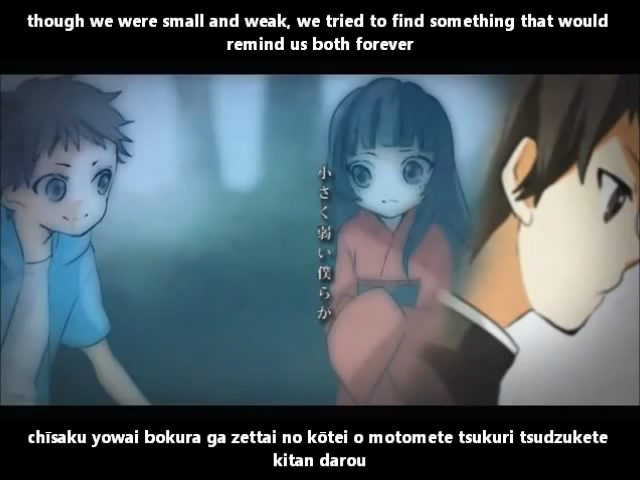 though we were small and weak, we tried to find something that would
remind us both forever
小さく弱い僕らが
chīsaku yowai bokura ga zettai no kōtei o motomete tsukuri tsudzukete
kitan darou